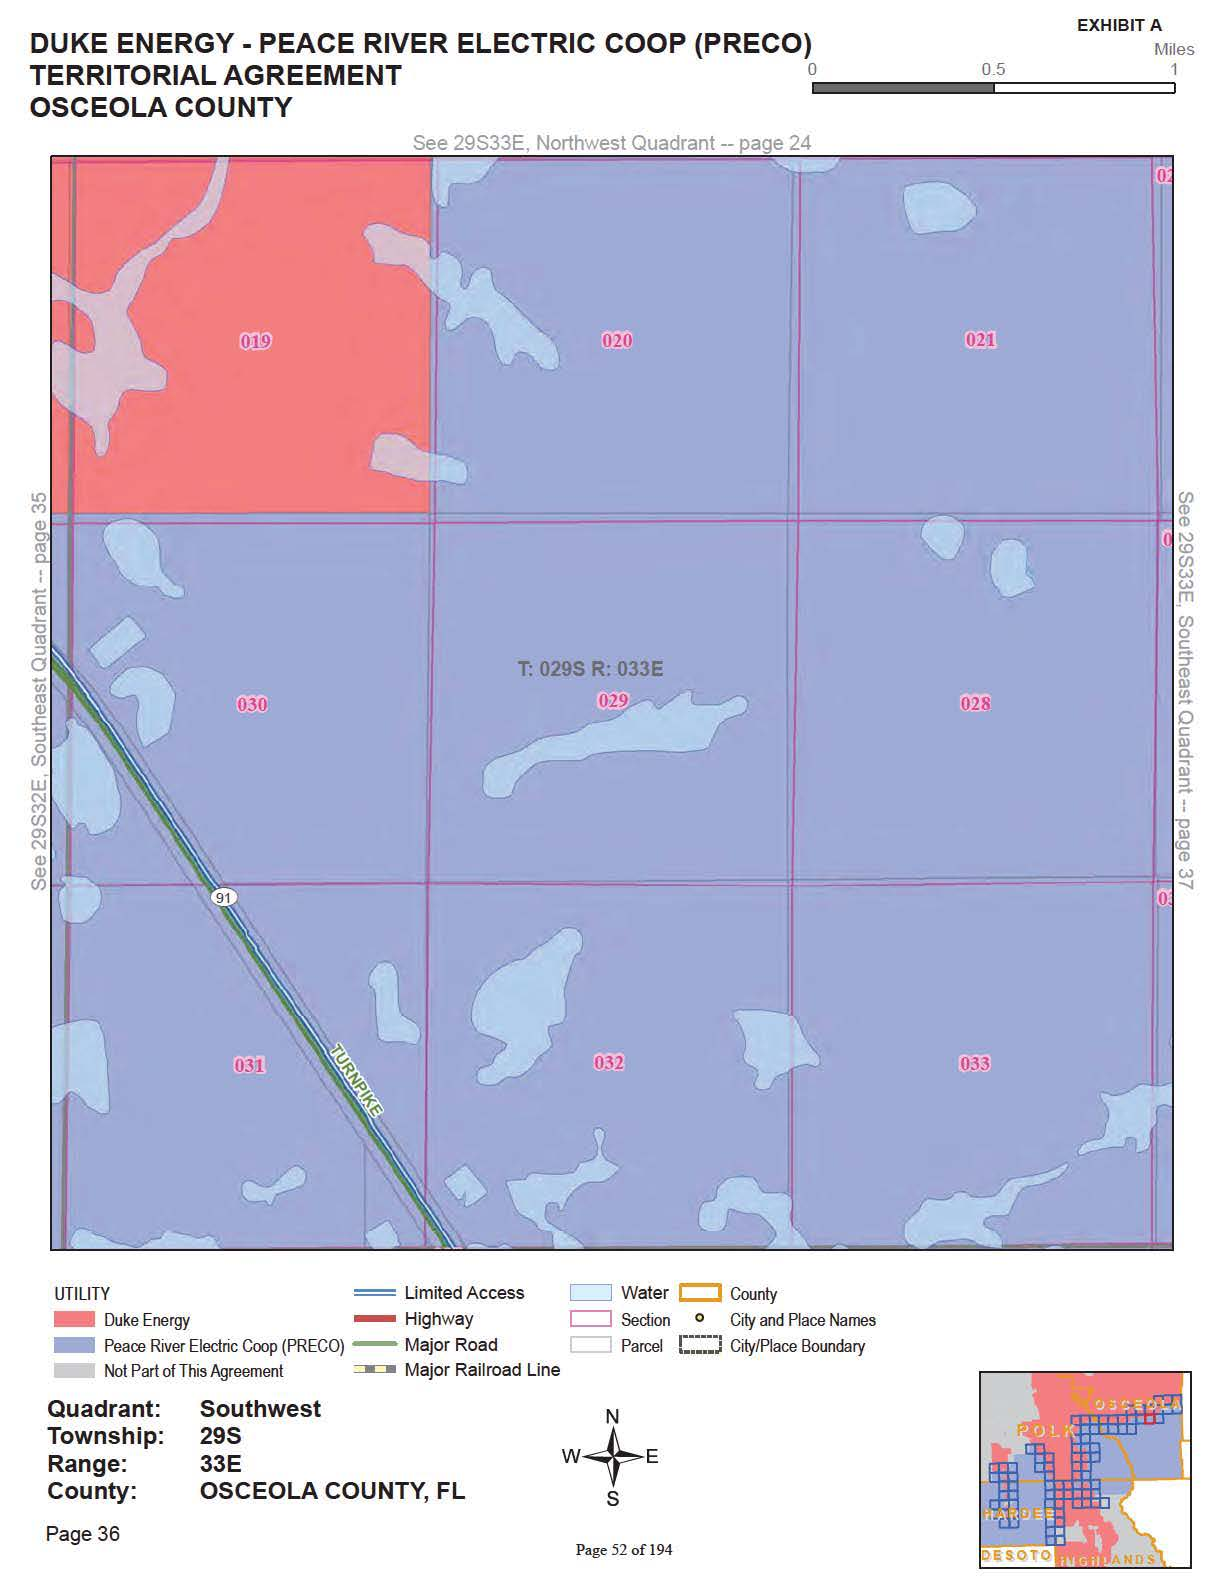 EXHIBIT A
DUKE ENERGY - PEACE RIVER ELECTRIC COOP (PRECO)
TERRITORIAL AGREEMENT
OSCEOLA COUNTY
Miles
0 0.5 1
See 29S33E, Northwest Quadrant -- page 24
See 29S32E, Southeast Quadrant -- page 35
See 29S33E, Southeast Quadrant -- page 37
019 020 021
T: 029S R: 033E
030 029 028
91
TURNPIKE
031 032 033
UTILITY
Duke Energy
Peace River Electric Coop (PRECO)
Not Part of This Agreement
Limited Access
Highway
Major Road
Major Railroad Line
Water
Section
Parcel
County
City and Place Names
City/Place Boundary
Quadrant: Southwest
Township: 29S
Range: 33E
County: OSCEOLA COUNTY, FL
Page 36
N
W E
S
Page 52 of 194
OSCEOLA
POLK
HARDEE
DESOTO
HIGHLANDS